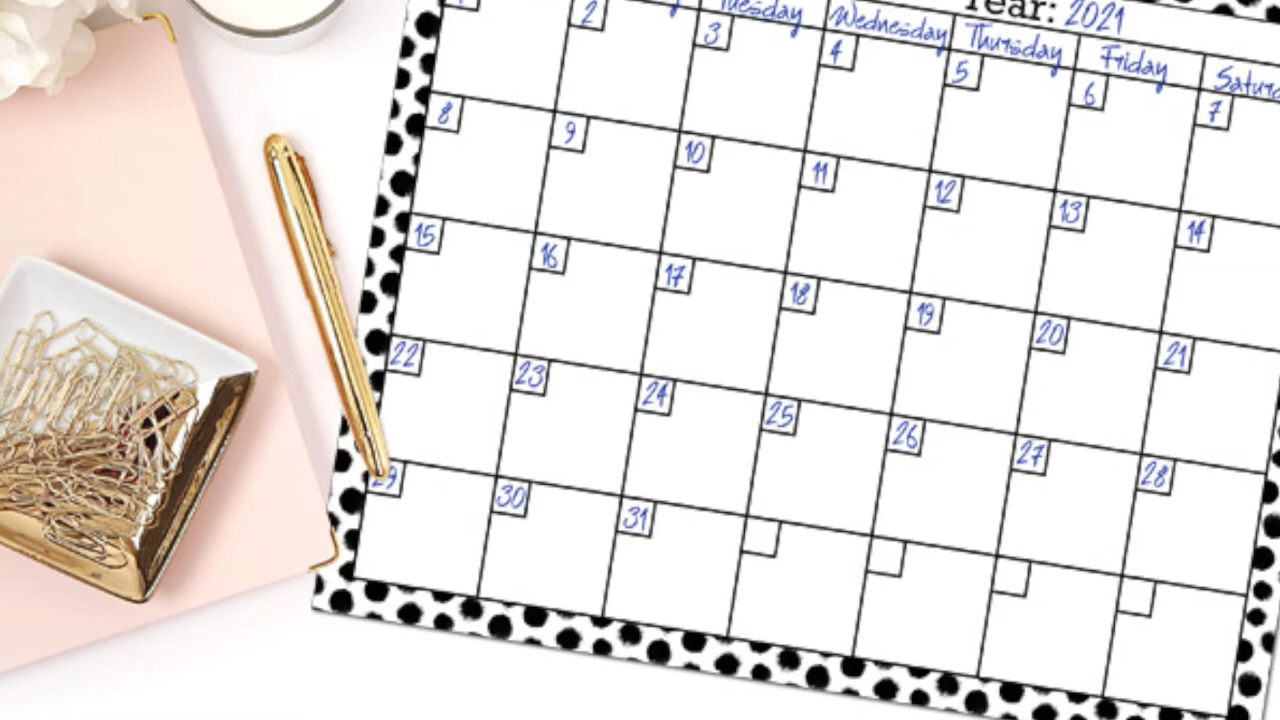 Year: 2021
Tuesday Wednesday Thursday Friday
2 3 4 5 6 7
8 9 10 11 12 13 14
15 16 17 18 19 20 21
22 23 24 25 26 27 28
29 30 31